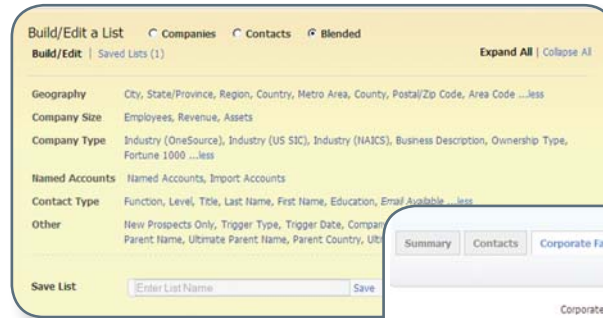 Build/Edit a List Companies Contacts Blended
Build/Edit | Saved Lists (1) Expand All | Collapse All
Geography City, State/Province, Region, Country, Metro Area, County, Postal/Zip Code, Area Code ...less
Company Size Employees, Revenue, Assets
Company Type Industry (OneSource), Industry (US SIC), Industry (NAICS), Business Description, Ownership Type,
Fortune 1000 ...less
Named Accounts Named Accounts, Import Accounts
Contact Type Function, Level, Title, Last Name, First Name, Education, Email Available ...less
Other New Prospects Only, Trigger Type, Trigger Date,
Parent Name, Ultimate Parent Name, Parent Country,
Summary Contacts Corporate
Save List Enter List Name Save
Corporate